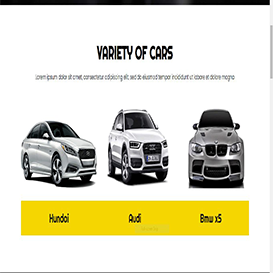 VARIETY OF CARS
Lorem ipsum dolor sit amet, consectetur adipisicing elit, sed do eiusmod tempor incididunt ut labore et dolore magna
Hundai
Audi
Bmw x5